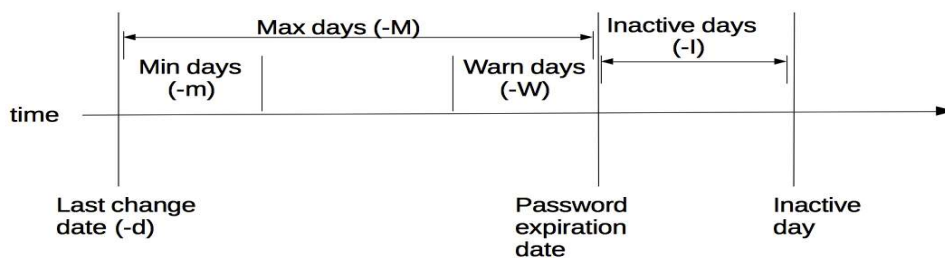 Max days (-M)
Inactive days
(-I)
Min days
(-m)
Warn days
(-W)
time
Last change
date (-d)
Password
expiration
date
Inactive
day